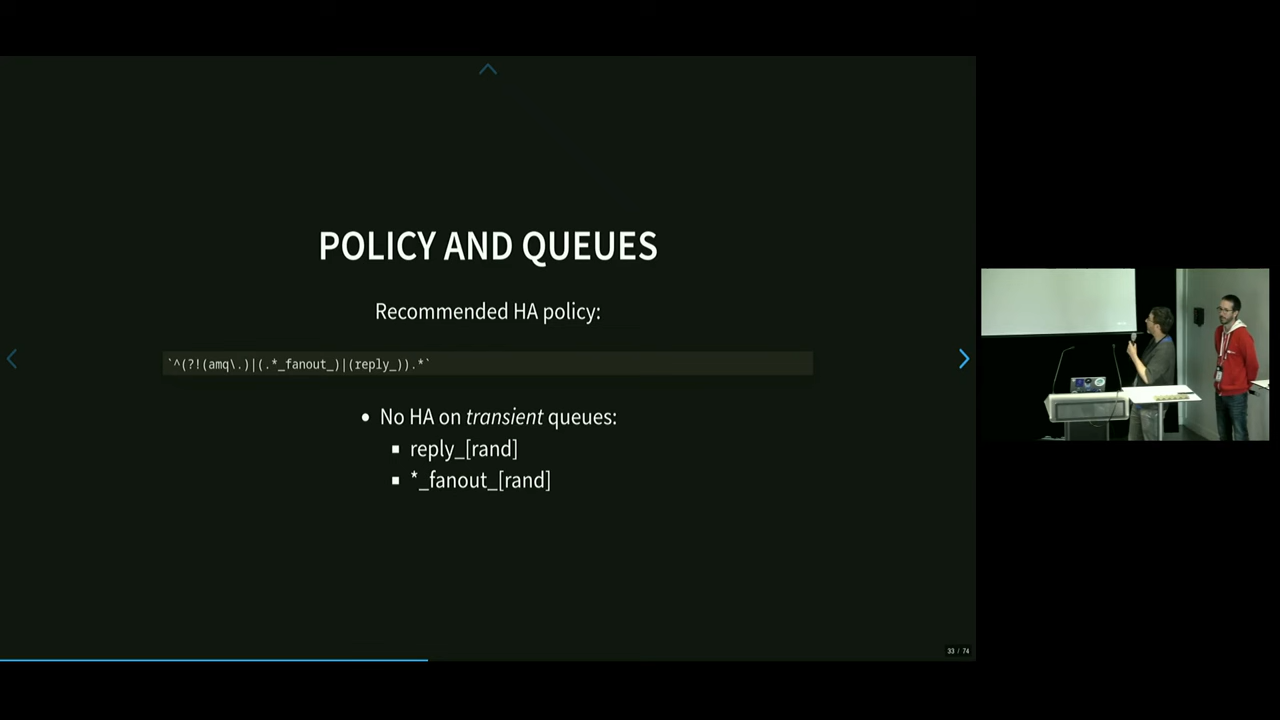 POLICY AND QUEUES
Recommended HA policy:
`^(?!(amq\.)|(.*_fanout_)|(reply_)).*`
• No HA on transient queues:
▪ reply_[rand]
▪ *_fanout_[rand]
33 / 74